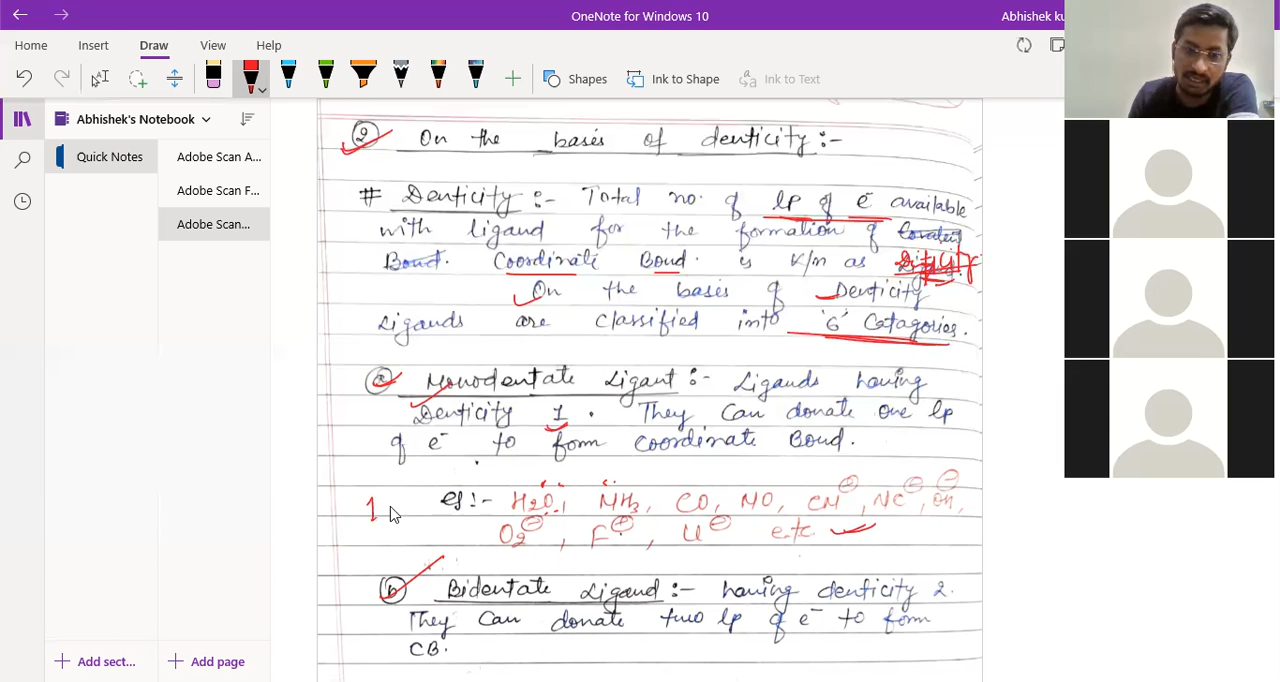 OneNote for Windows 10
Abhishek ku
Home Insert Draw View Help
Shapes Ink to Shape Ink to Text
Abhishek's Notebook
Quick Notes
Adobe Scan A...
Adobe Scan F...
Adobe Scan...
Add sect... Add page
② On the bases of denticity :-
# Denticity :- Total no. of lp of e⁻ available
with ligand for the formation of
Bond. Coordinate Bond. is K/n as
On the bases of Denticity
Ligands are classified into '6' Catagories.
ⓐ Monodentate Ligant :- Ligands having
Denticity 1. They Can donate one lp
of e⁻ to form coordinate Bond.
1 eg :- H2O, NH3, CO, NO, CN⊖, NC⊖, OH⊖,
O2⊖, F⊕, Cl⊖ etc.
ⓑ Bidentate Ligand :- having denticity 2.
They Can donate two lp of e⁻ to form
CB.